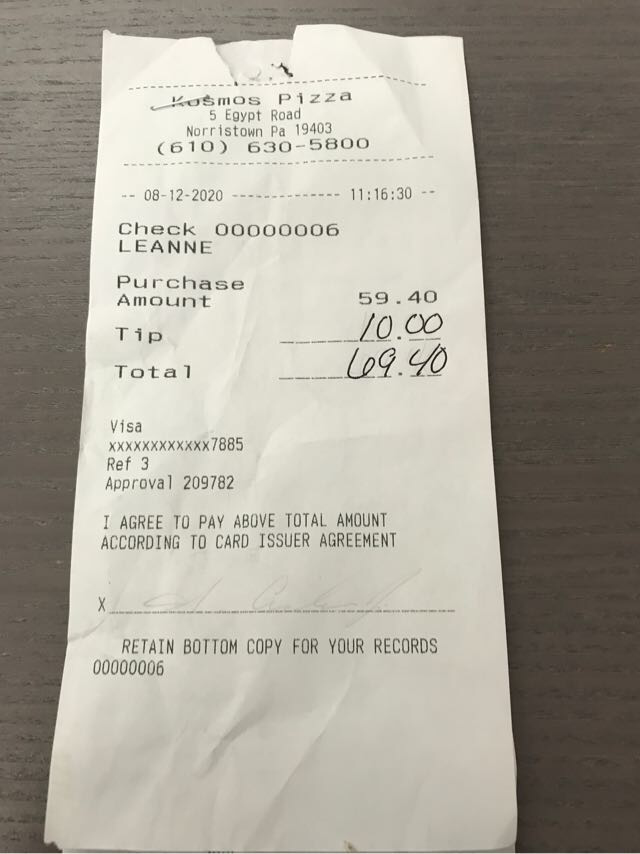 Kosmos Pizza
5 Egypt Road
Norristown Pa 19403
(610) 630-5800
-- 08-12-2020 -------------- 11:16:30 --
Check 00000006
LEANNE
Purchase
Amount 59.40
Tip 10.00
Total 69.40
Visa
xxxxxxxxxxxx7885
Ref 3
Approval 209782
I AGREE TO PAY ABOVE TOTAL AMOUNT
ACCORDING TO CARD ISSUER AGREEMENT
X
RETAIN BOTTOM COPY FOR YOUR RECORDS
00000006